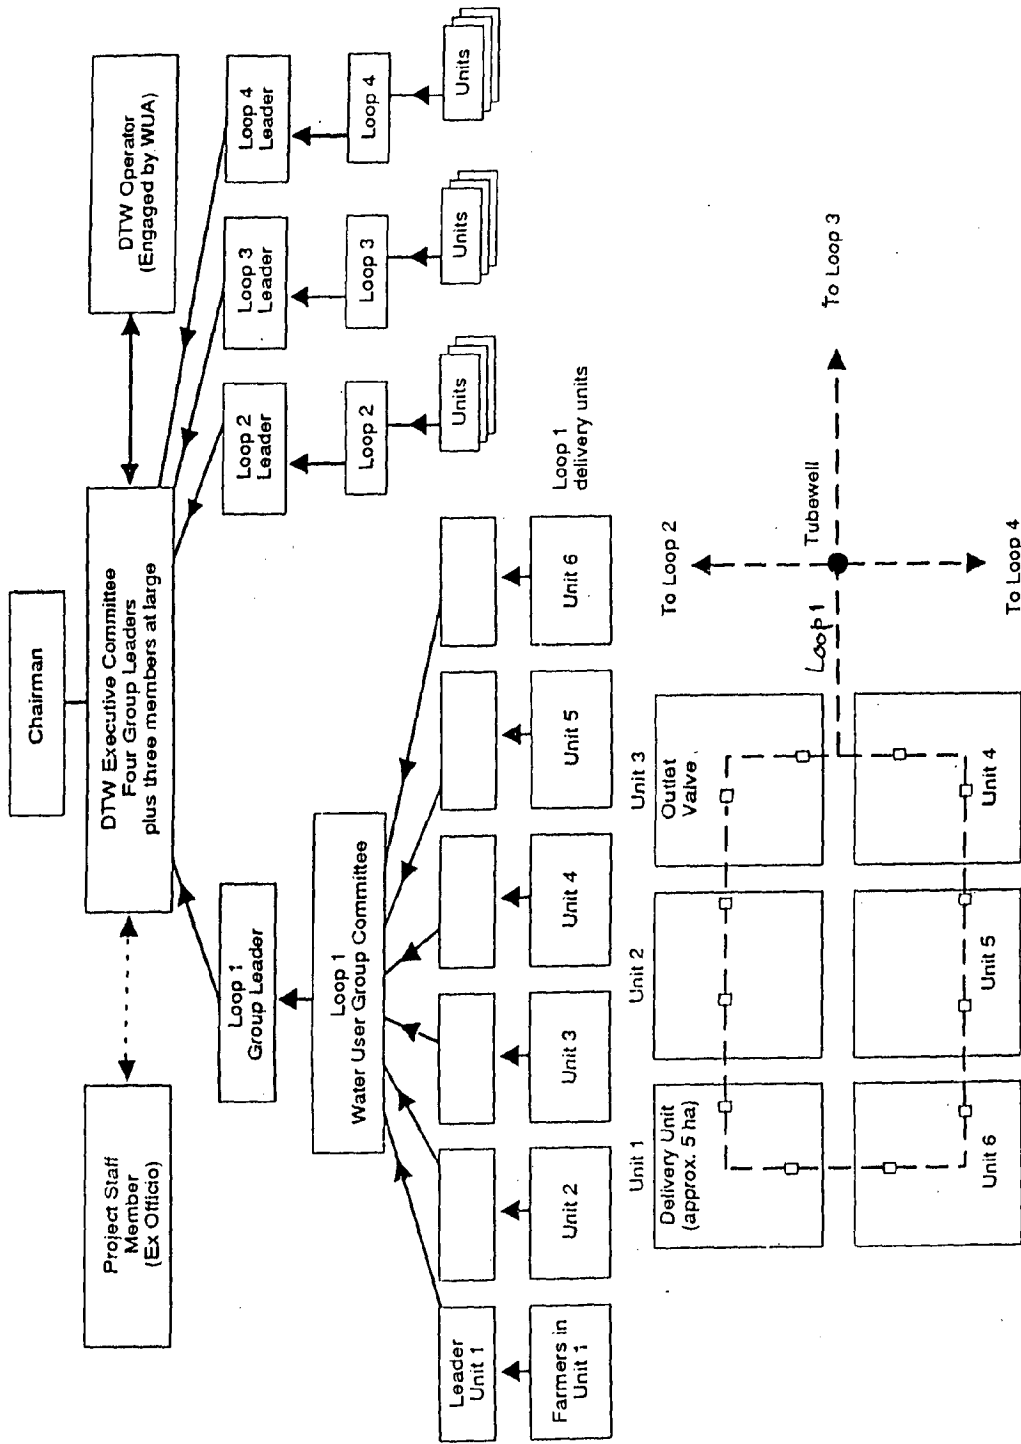 Chairman
Project Staff
Member
(Ex Officio)
DTW Executive Committee
Four Group Leaders
plus three members at large
DTW Operator
(Engaged by WUA)
Loop 1
Group Leader
Loop 2
Leader
Loop 3
Leader
Loop 4
Leader
Loop 1
Water User Group Committee
Loop 2
Loop 3
Loop 4
Leader
Unit 1
Units
Units
Units
Farmers in
Unit 1
Unit 2
Unit 3
Unit 4
Unit 5
Unit 6
Loop 1
delivery units
Unit 1
Unit 2
Unit 3
Delivery Unit
(approx. 5 ha)
Outlet
Valve
To Loop 2
Loop 1
Tubewell
To Loop 3
Unit 6
Unit 5
Unit 4
To Loop 4